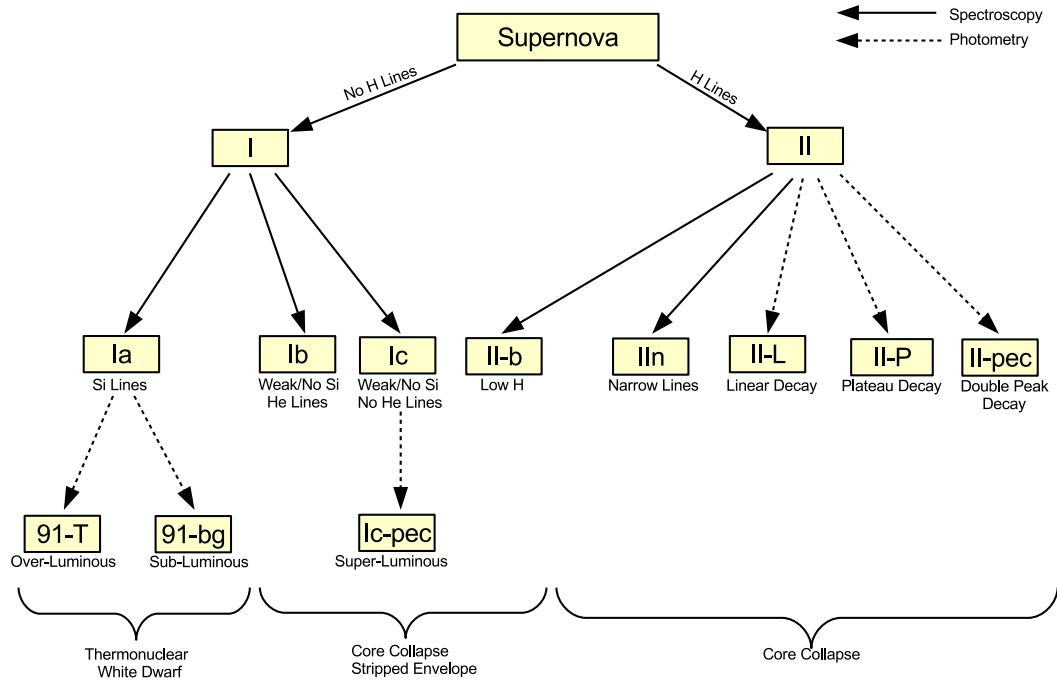 Supernova
Spectroscopy
Photometry
No H Lines
H Lines
I
II
Ia
Si Lines
Ib
Weak/No Si
He Lines
Ic
Weak/No Si
No He Lines
II-b
Low H
IIn
Narrow Lines
II-L
Linear Decay
II-P
Plateau Decay
II-pec
Double Peak
Decay
91-T
Over-Luminous
91-bg
Sub-Luminous
Ic-pec
Super-Luminous
Thermonuclear
White Dwarf
Core Collapse
Stripped Envelope
Core Collapse